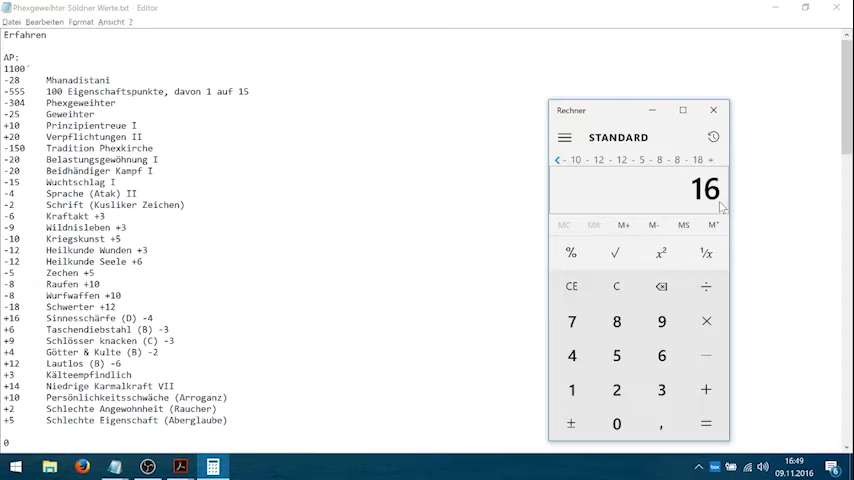 Phexgeweihter Söldner Werte.txt - Editor
Datei Bearbeiten Format Ansicht ?
Erfahren
AP:
1100´
-28 Mhanadistani
-555 100 Eigenschaftspunkte, davon 1 auf 15
-304 Phexgeweihter
-25 Geweihter
+10 Prinzipientreue I
+20 Verpflichtungen II
-150 Tradition Phexkirche
-20 Belastungsgewöhnung I
-20 Beidhändiger Kampf I
-15 Wuchtschlag I
-4 Sprache (Atak) II
-2 Schrift (Kusliker Zeichen)
-6 Kraftakt +3
-9 Wildnisleben +3
-10 Kriegskunst +5
-12 Heilkunde Wunden +3
-12 Heilkunde Seele +6
-5 Zechen +5
-8 Raufen +10
-8 Wurfwaffen +10
-18 Schwerter +12
+16 Sinnesschärfe (D) -4
+6 Taschendiebstahl (B) -3
+9 Schlösser knacken (C) -3
+4 Götter & Kulte (B) -2
+12 Lautlos (B) -6
+3 Kälteempfindlich
+14 Niedrige Karmalkraft VII
+10 Persönlichkeitsschwäche (Arroganz)
+2 Schlechte Angewohnheit (Raucher)
+5 Schlechte Eigenschaft (Aberglaube)
0
Rechner
STANDARD
- 10 - 12 - 12 - 5 - 8 - 8 - 18 +
16
MC MR M+ M- MS M˅
% √ x² ¹/x
CE C ÷
7 8 9 ×
4 5 6 −
1 2 3 +
± 0 , =
16:49
09.11.2016
6